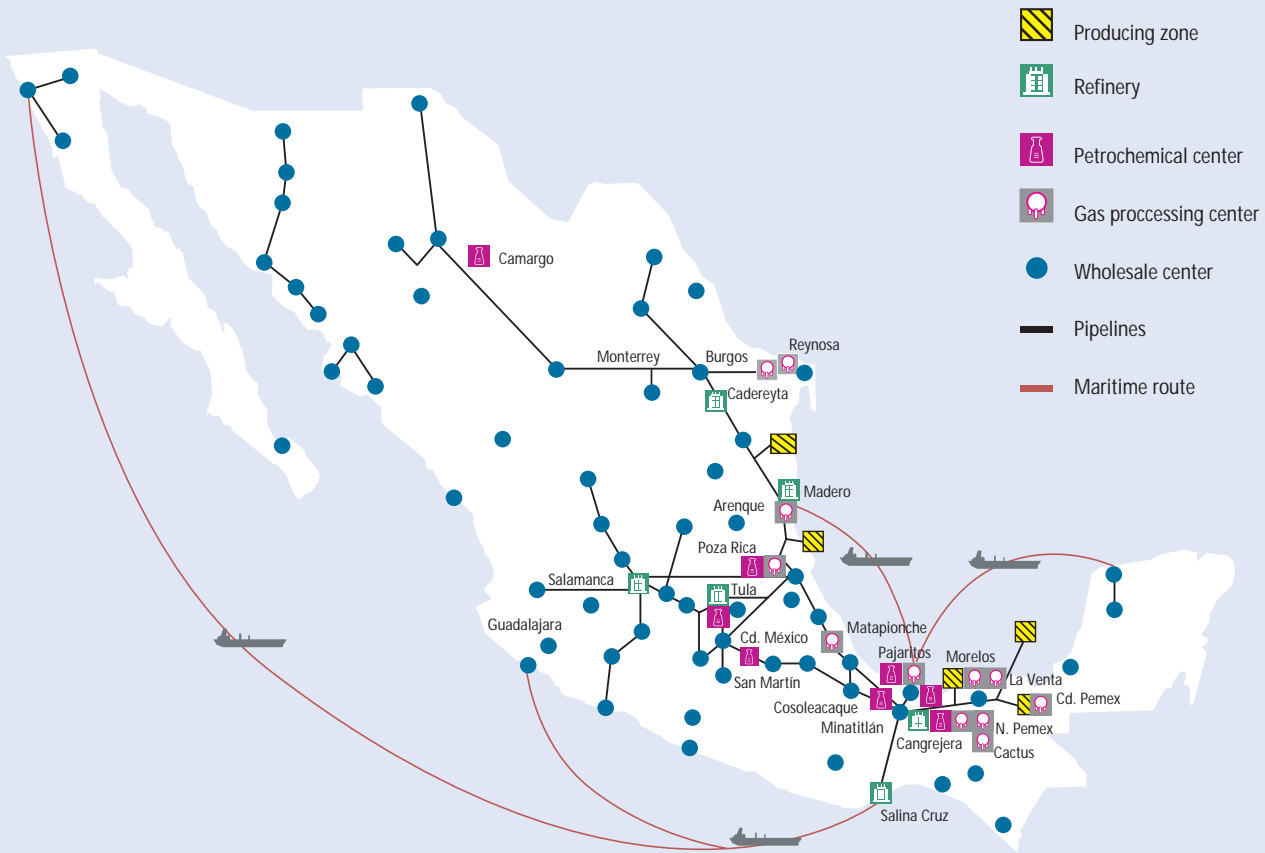 Producing zone
Refinery
Petrochemical center
Gas proccessing center
Wholesale center
Pipelines
Maritime route
Camargo
Monterrey
Burgos
Reynosa
Cadereyta
Madero
Arenque
Poza Rica
Salamanca
Tula
Guadalajara
Cd. México
San Martín
Matapionche
Pajaritos
Morelos
La Venta
Cd. Pemex
Cosoleacaque
Minatitlán
Cangrejera
N. Pemex
Cactus
Salina Cruz